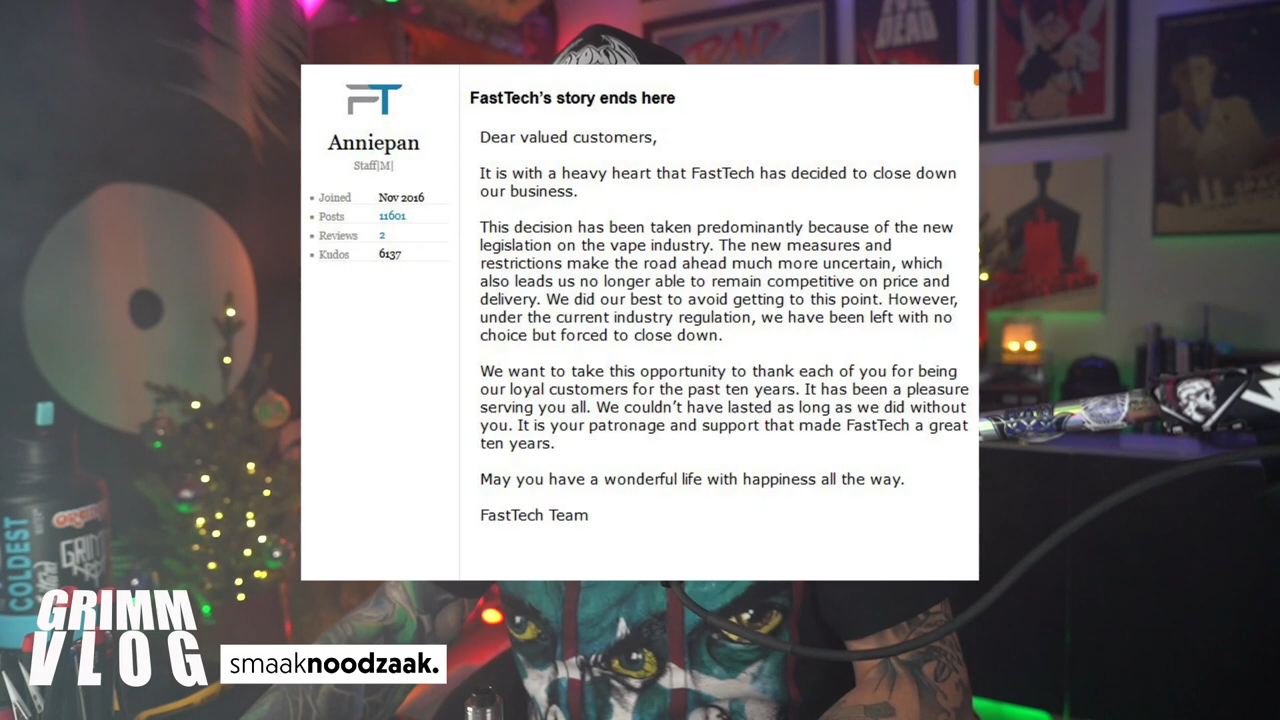 EVIL
DEAD
RAD
FT
Anniepan
Staff|M|
Joined Nov 2016
Posts 11601
Reviews 2
Kudos 6137
FastTech's story ends here
Dear valued customers,
It is with a heavy heart that FastTech has decided to close down
our business.
This decision has been taken predominantly because of the new
legislation on the vape industry. The new measures and
restrictions make the road ahead much more uncertain, which
also leads us no longer able to remain competitive on price and
delivery. We did our best to avoid getting to this point. However,
under the current industry regulation, we have been left with no
choice but forced to close down.
We want to take this opportunity to thank each of you for being
our loyal customers for the past ten years. It has been a pleasure
serving you all. We couldn't have lasted as long as we did without
you. It is your patronage and support that made FastTech a great
ten years.
May you have a wonderful life with happiness all the way.
FastTech Team
COLDEST
GRIMM
GRIMM
VLOG
smaaknoodzaak.